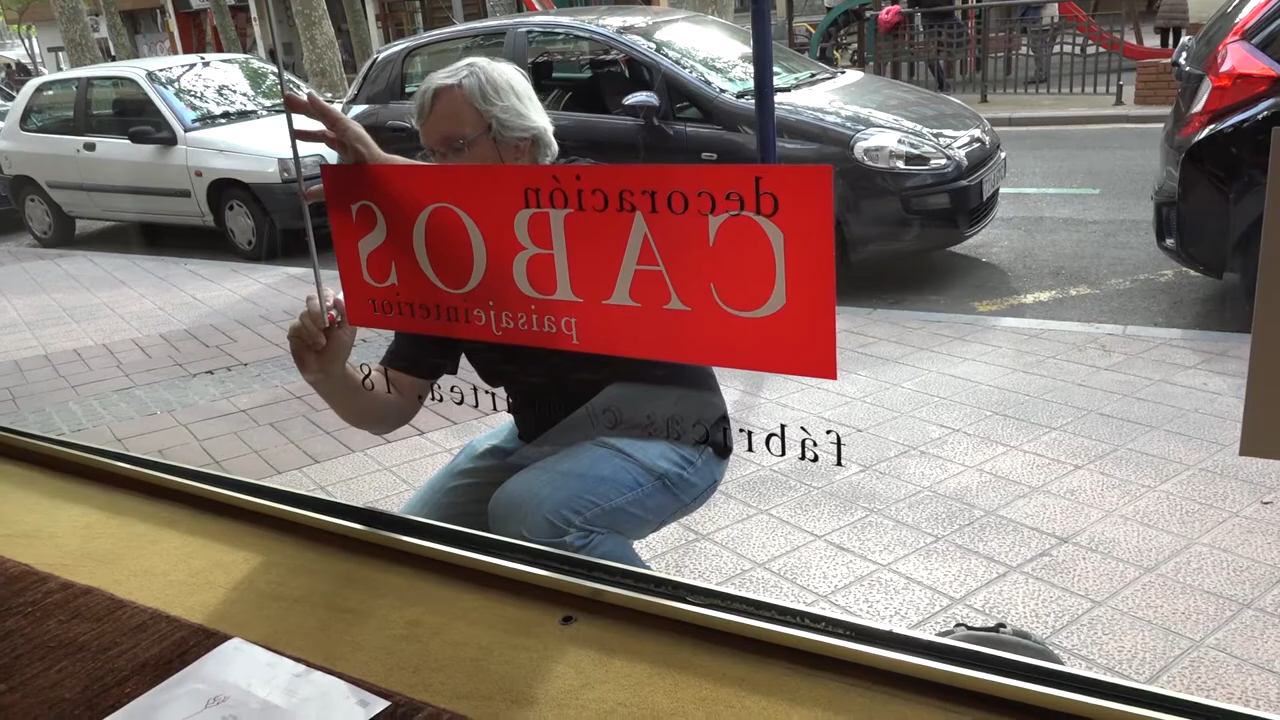 decoración
CABOS
paisajeinterior
fábricas c/
18